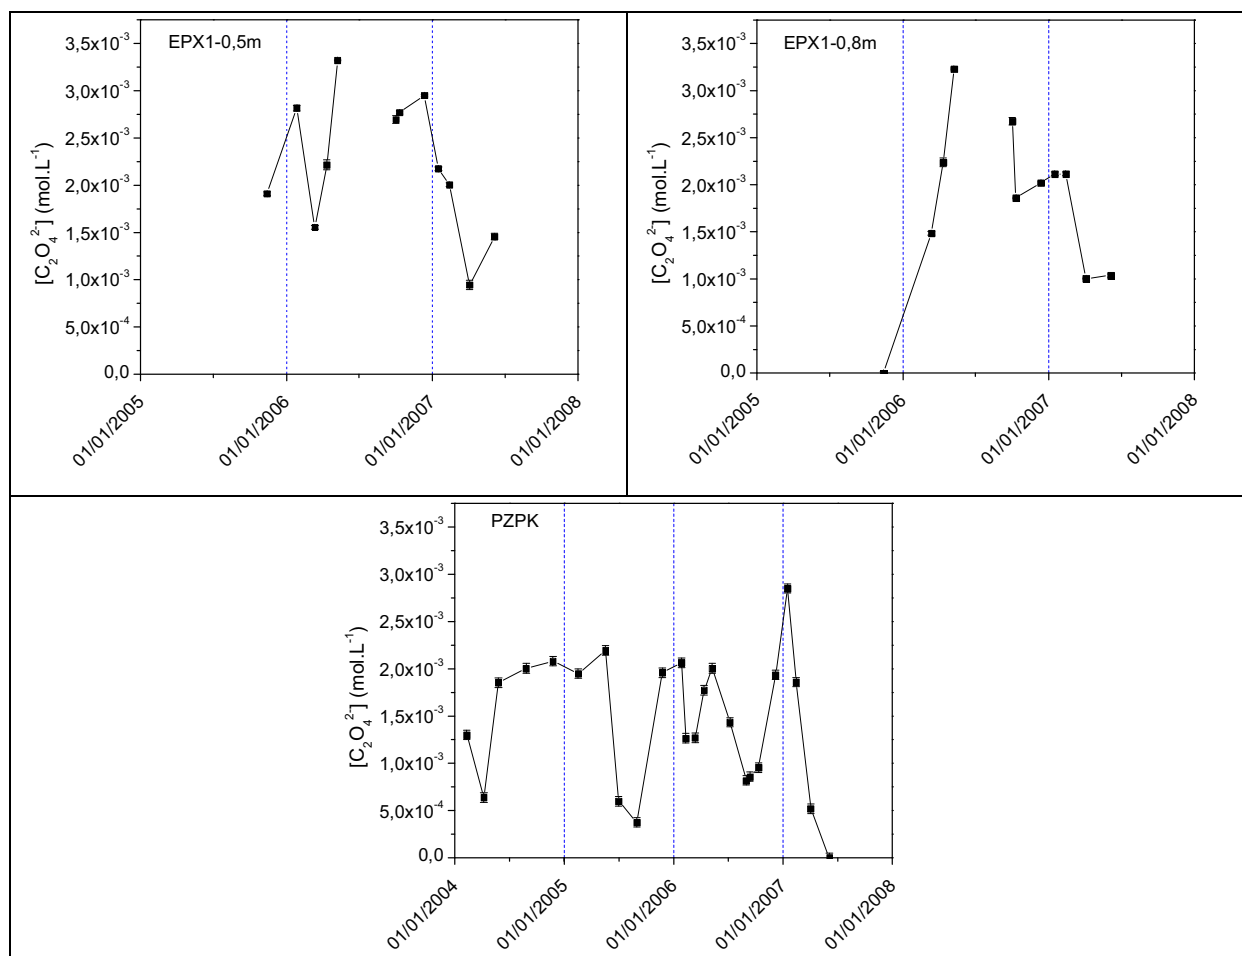 EPX1-0,5m
3,5x10⁻³
3,0x10⁻³
2,5x10⁻³
2,0x10⁻³
1,5x10⁻³
1,0x10⁻³
5,0x10⁻⁴
0,0
[C₂O₄²⁻] (mol.L⁻¹)
01/01/2005
01/01/2006
01/01/2007
01/01/2008
EPX1-0,8m
3,5x10⁻³
3,0x10⁻³
2,5x10⁻³
2,0x10⁻³
1,5x10⁻³
1,0x10⁻³
5,0x10⁻⁴
0,0
[C₂O₄²⁻] (mol.L⁻¹)
01/01/2005
01/01/2006
01/01/2007
01/01/2008
PZPK
3,5x10⁻³
3,0x10⁻³
2,5x10⁻³
2,0x10⁻³
1,5x10⁻³
1,0x10⁻³
5,0x10⁻⁴
0,0
[C₂O₄²⁻] (mol.L⁻¹)
01/01/2004
01/01/2005
01/01/2006
01/01/2007
01/01/2008